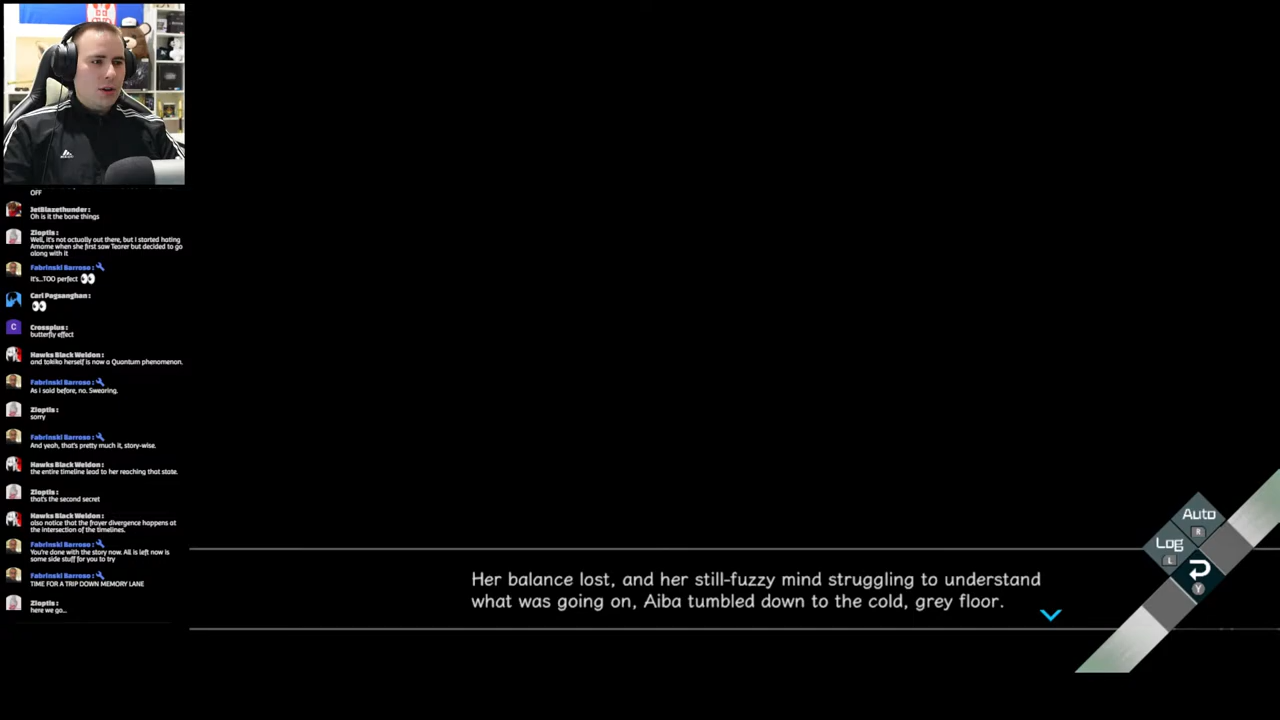 OFF
JetBlazethunder :
Oh is it the bone things
Zioptis :
Well, it's not actually out there, but I started hating
Amame when she first saw Tearer but decided to go
along with it
Fabrinski Barroso :
It's...TOO perfect 👀
Carl Pagsanghan :
👀
C
Crossplus :
butterfly effect
Hawks Black Weldon :
and tokiko herself is now a Quantum phenomenon.
Fabrinski Barroso :
As i said before, no. Swearing.
Zioptis :
sorry
Fabrinski Barroso :
And yeah, that's pretty much it, story-wise.
Hawks Black Weldon :
the entire timeline lead to her reaching that state.
Zioptis :
that's the second secret
Hawks Black Weldon :
also notice that the frayer divergence happens at
the intersection of the timelines.
Fabrinski Barroso :
You're done with the story now. All is left now is
some side stuff for you to try
Fabrinski Barroso :
TIME FOR A TRIP DOWN MEMORY LANE
Zioptis :
here we go...
Auto
R
Log
L
Y
Her balance lost, and her still-fuzzy mind struggling to understand
what was going on, Aiba tumbled down to the cold, grey floor.